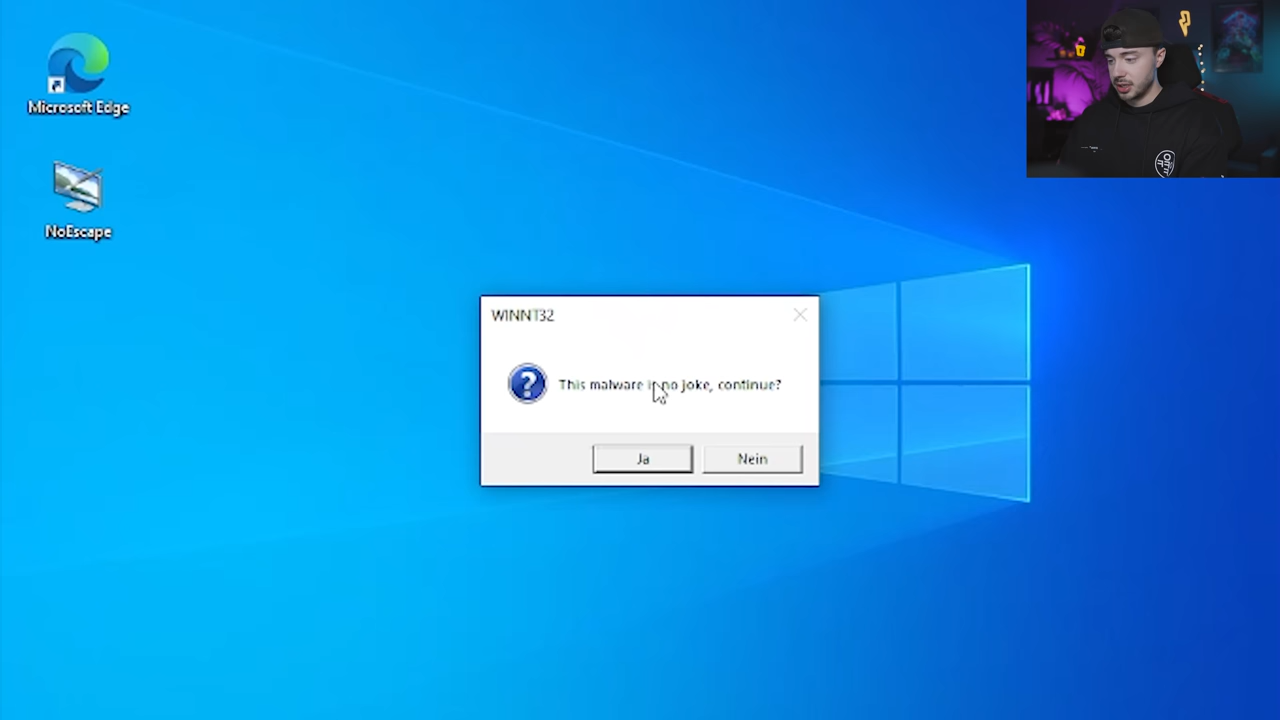 Microsoft Edge
NoEscape
WINNT32
This malware is no joke, continue?
Ja
Nein